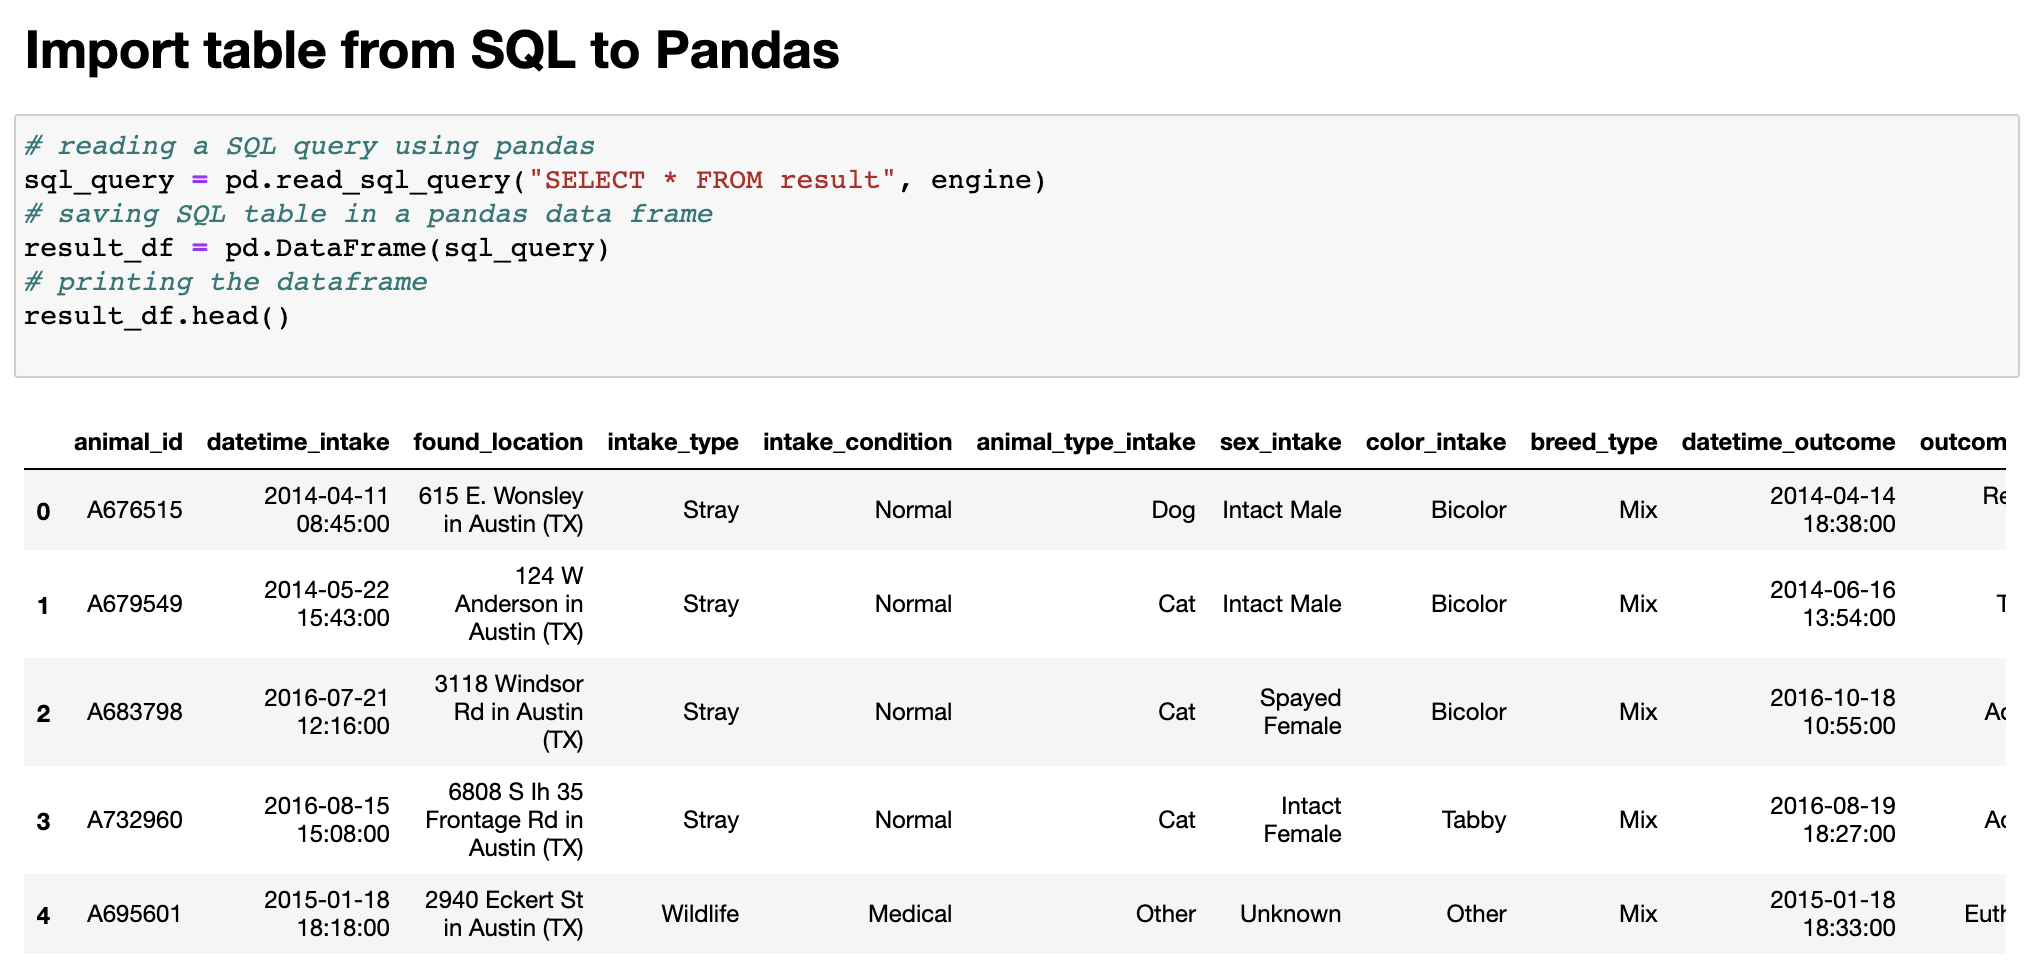 Import table from SQL to Pandas
# reading a SQL query using pandas
sql_query = pd.read_sql_query("SELECT * FROM result", engine)
# saving SQL table in a pandas data frame
result_df = pd.DataFrame(sql_query)
# printing the dataframe
result_df.head()
animal_id datetime_intake found_location intake_type intake_condition animal_type_intake sex_intake color_intake breed_type datetime_outcome outcom
0 A676515 2014-04-11 08:45:00 615 E. Wonsley in Austin (TX) Stray Normal Dog Intact Male Bicolor Mix 2014-04-14 18:38:00 Re
1 A679549 2014-05-22 15:43:00 124 W Anderson in Austin (TX) Stray Normal Cat Intact Male Bicolor Mix 2014-06-16 13:54:00 T
2 A683798 2016-07-21 12:16:00 3118 Windsor Rd in Austin (TX) Stray Normal Cat Spayed Female Bicolor Mix 2016-10-18 10:55:00 Ad
3 A732960 2016-08-15 15:08:00 6808 S Ih 35 Frontage Rd in Austin (TX) Stray Normal Cat Intact Female Tabby Mix 2016-08-19 18:27:00 Ad
4 A695601 2015-01-18 18:18:00 2940 Eckert St in Austin (TX) Wildlife Medical Other Unknown Other Mix 2015-01-18 18:33:00 Euth